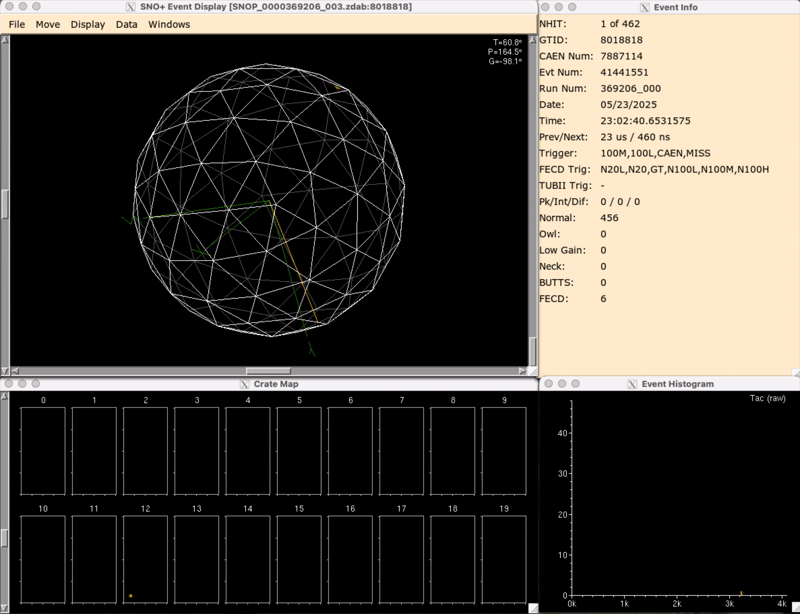 SNO+ Event Display [SNOP_0000369206_003.zdab:8018818]
File Move Display Data Windows
T=60.8°
P=164.5°
G=-98.1°
Event Info
NHIT: 1 of 462
GTID: 8018818
CAEN Num: 7887114
Evt Num: 41441551
Run Num: 369206_000
Date: 05/23/2025
Time: 23:02:40.6531575
Prev/Next: 23 us / 460 ns
Trigger: 100M,100L,CAEN,MISS
FECD Trig: N20L,N20,GT,N100L,N100M,N100H
TUBII Trig: -
Pk/Int/Dif: 0 / 0 / 0
Normal: 456
Owl: 0
Low Gain: 0
Neck: 0
BUTTS: 0
FECD: 6
Crate Map
0 1 2 3 4 5 6 7 8 9
10 11 12 13 14 15 16 17 18 19
Event Histogram
Tac (raw)
40
30
20
10
0
0k 1k 2k 3k 4k